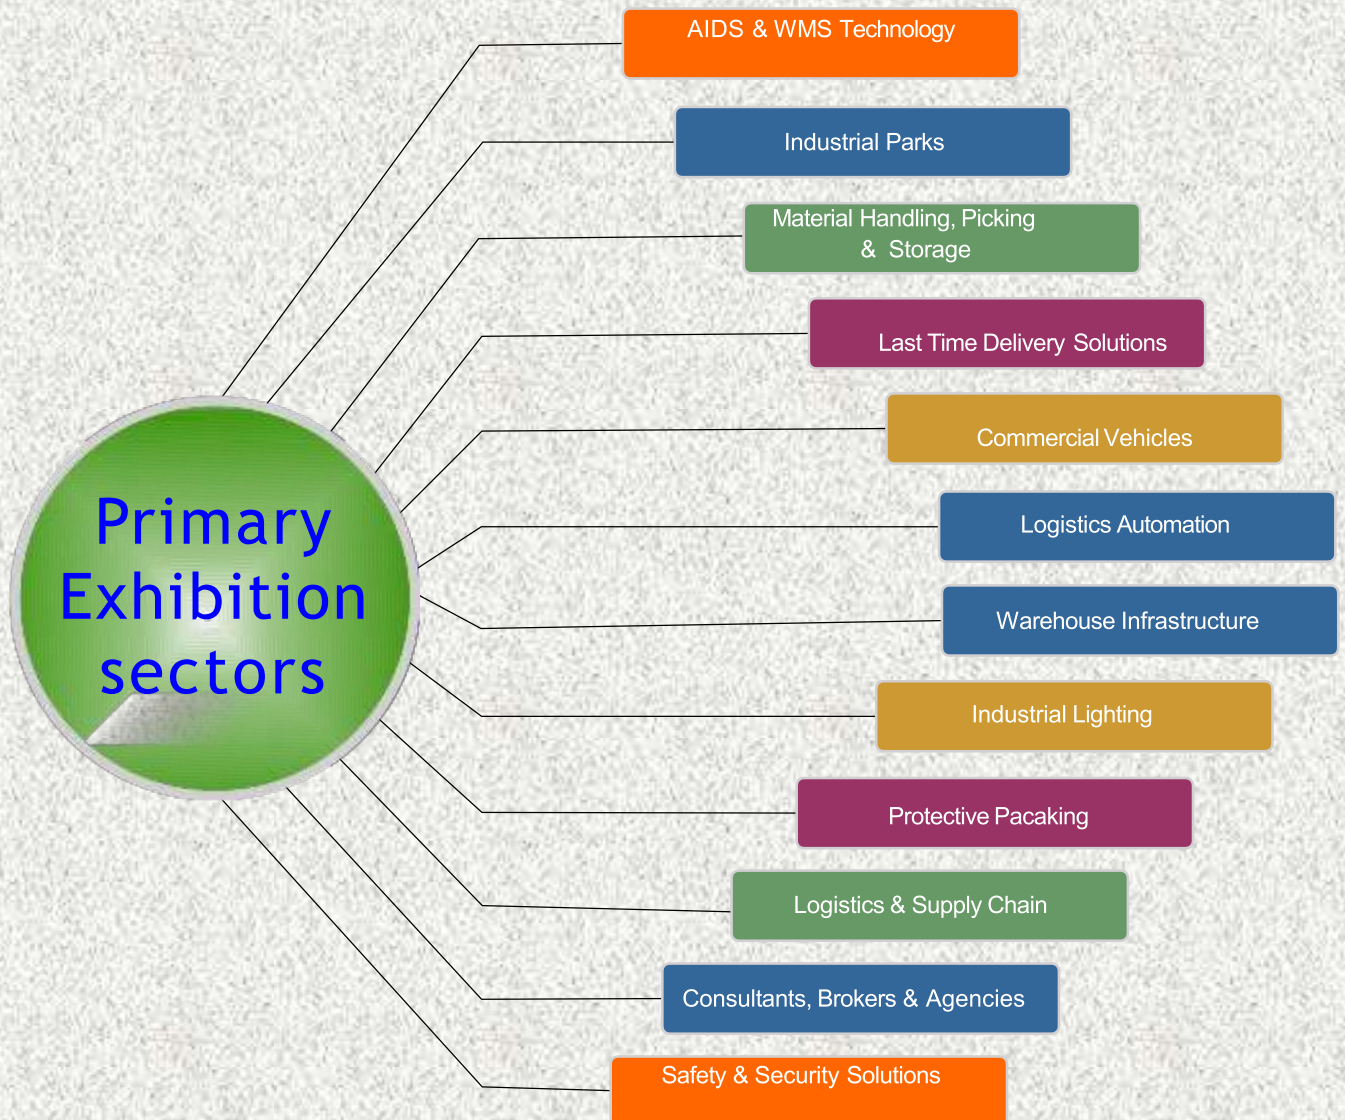 AIDS & WMS Technology
Industrial Parks
Material Handling, Picking
& Storage
Last Time Delivery Solutions
Commercial Vehicles
Primary
Exhibition
sectors
Logistics Automation
Warehouse Infrastructure
Industrial Lighting
Protective Pacaking
Logistics & Supply Chain
Consultants, Brokers & Agencies
Safety & Security Solutions